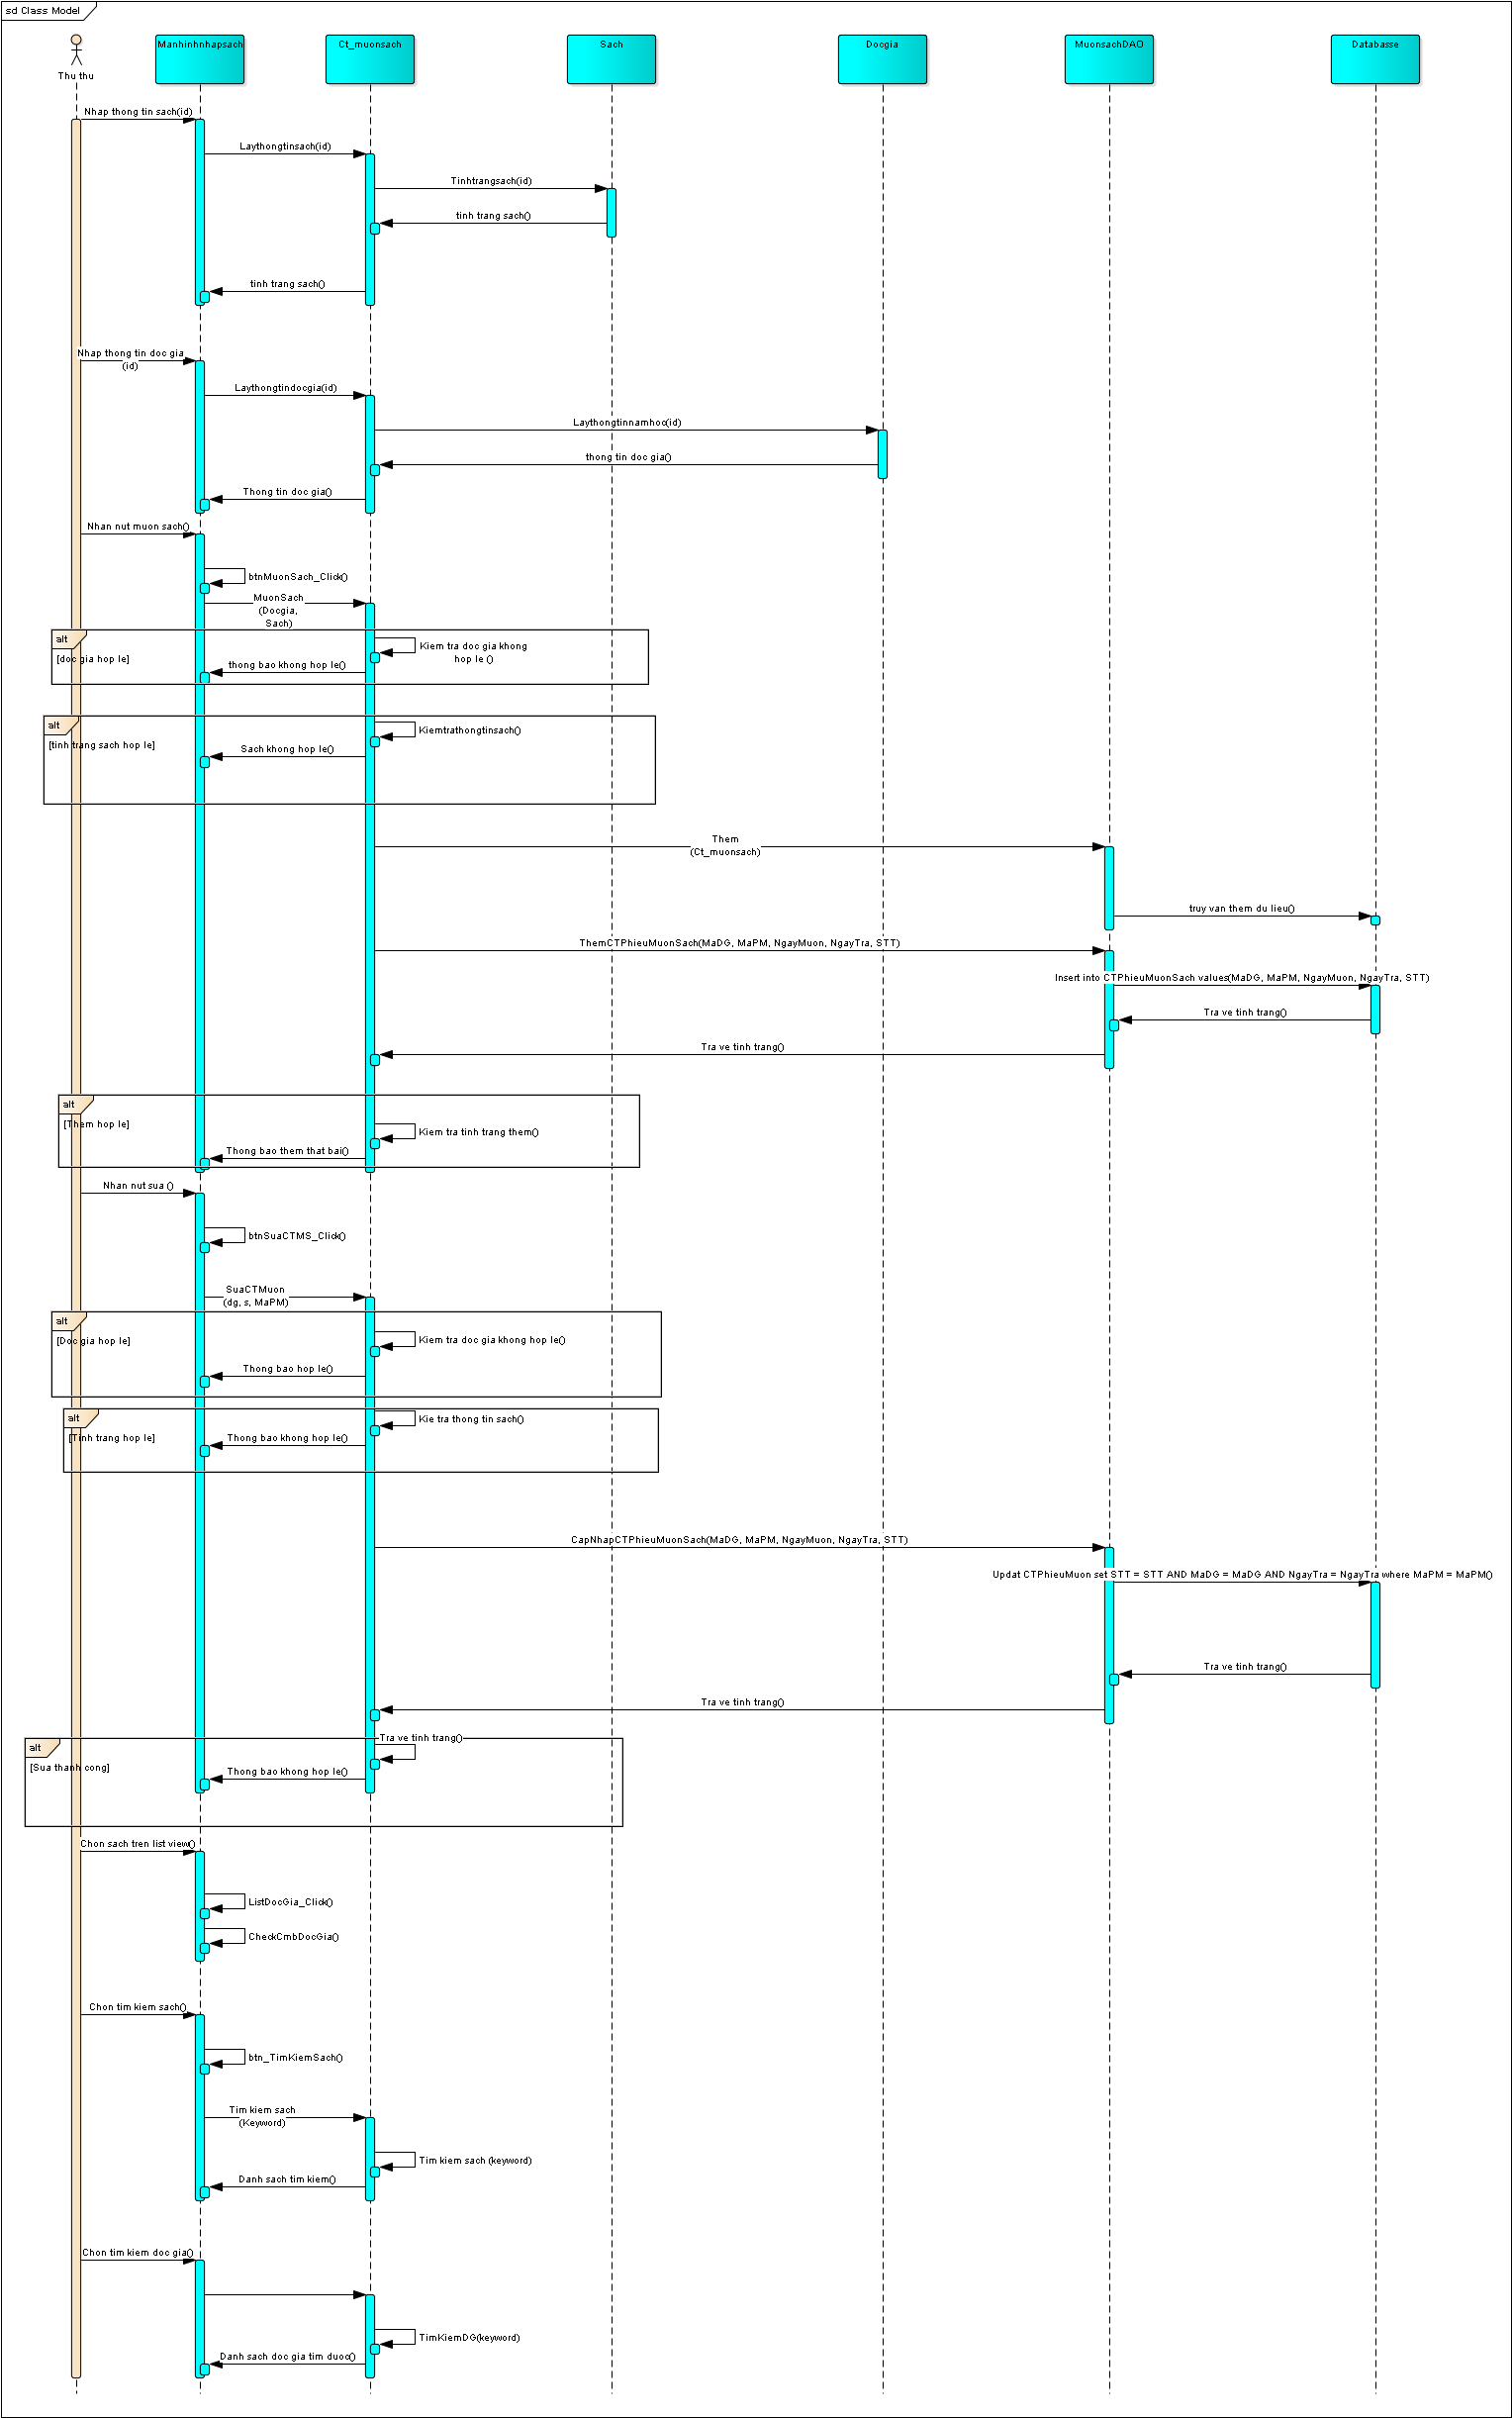 sd Class Model
Thu thu
Manhinhnhapsach
Ct_muonsach
Sach
Docgia
MuonsachDAO
Databasse
Nhap thong tin sach(id)
Laythongtinsach(id)
Tinhtrangsach(id)
tinh trang sach()
tinh trang sach()
Nhap thong tin doc gia
(id)
Laythongtindocgia(id)
Laythongtinnamhoc(id)
thong tin doc gia()
Thong tin doc gia()
Nhan nut muon sach()
btnMuonSach_Click()
MuonSach
(Docgia,
Sach)
alt
[doc gia hop le]
Kiem tra doc gia khong
hop le ()
thong bao khong hop le()
alt
[tinh trang sach hop le]
Kiemtrathongtinsach()
Sach khong hop le()
Them
(Ct_muonsach)
truy van them du lieu()
ThemCTPhieuMuonSach(MaDG, MaPM, NgayMuon, NgayTra, STT)
Insert into CTPhieuMuonSach values(MaDG, MaPM, NgayMuon, NgayTra, STT)
Tra ve tinh trang()
Tra ve tinh trang()
alt
[Them hop le]
Kiem tra tinh trang them()
Thong bao them that bai()
Nhan nut sua ()
btnSuaCTMS_Click()
SuaCTMuon
(dg, s, MaPM)
alt
[Doc gia hop le]
Kiem tra doc gia khong hop le()
Thong bao hop le()
alt
[Tinh trang hop le]
Kie tra thong tin sach()
Thong bao khong hop le()
CapNhapCTPhieuMuonSach(MaDG, MaPM, NgayMuon, NgayTra, STT)
Updat CTPhieuMuon set STT = STT AND MaDG = MaDG AND NgayTra = NgayTra where MaPM = MaPM()
Tra ve tinh trang()
Tra ve tinh trang()
alt
[Sua thanh cong]
Tra ve tinh trang()
Thong bao khong hop le()
Chon sach tren list view()
ListDocGia_Click()
CheckCmbDocGia()
Chon tim kiem sach()
btn_TimKiemSach()
Tim kiem sach
(Keyword)
Tim kiem sach (keyword)
Danh sach tim kiem()
Chon tim kiem doc gia()
TimKiemDG(keyword)
Danh sach doc gia tim duoc()